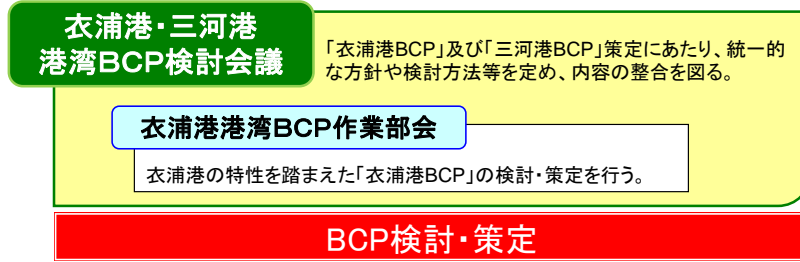 衣浦港・三河港
港湾BCP検討会議
「衣浦港BCP」及び「三河港BCP」策定にあたり、統一的
な方針や検討方法等を定め、内容の整合を図る。
衣浦港港湾BCP作業部会
衣浦港の特性を踏まえた「衣浦港BCP」の検討・策定を行う。
BCP検討・策定